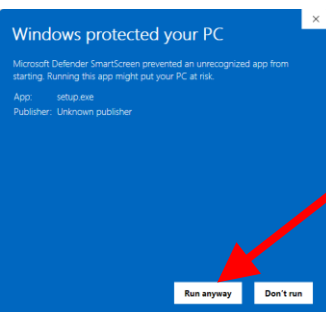 Windows protected your PC
Microsoft Defender SmartScreen prevented an unrecognized app from
starting. Running this app might put your PC at risk.
App: setup.exe
Publisher: Unknown publisher
Run anyway Don't run